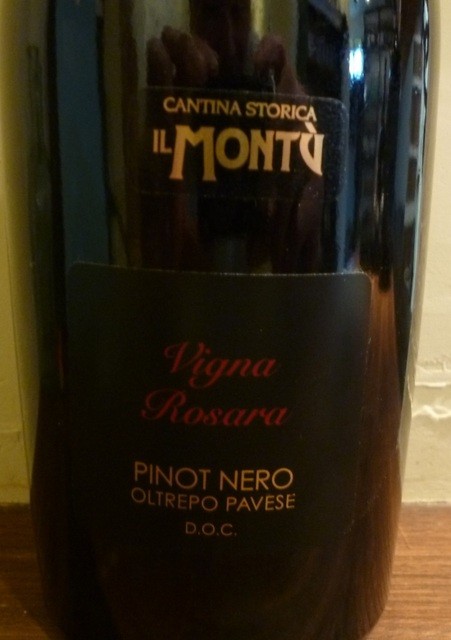 CANTINA STORICA
IL MONTÙ
Vigna
Rosara
PINOT NERO
OLTREPO PAVESE
D.O.C.